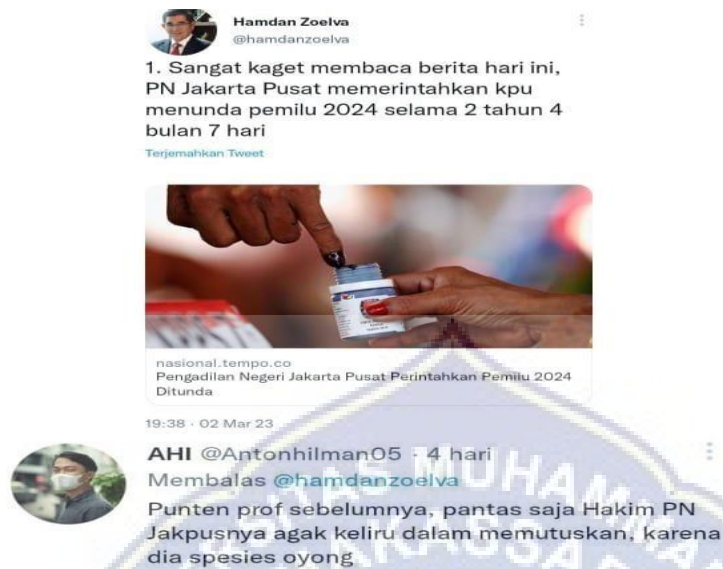 Hamdan Zoelva
@hamdanzoelva
1. Sangat kaget membaca berita hari ini,
PN Jakarta Pusat memerintahkan kpu
menunda pemilu 2024 selama 2 tahun 4
bulan 7 hari
Terjemahkan Tweet
nasional.tempo.co
Pengadilan Negeri Jakarta Pusat Perintahkan Pemilu 2024
Ditunda
19:38 · 02 Mar 23
AHI @Antonhilman05 · 4 hari
Membalas @hamdanzoelva
Punten prof sebelumnya, pantas saja Hakim PN
Jakpusnya agak keliru dalam memutuskan, karena
dia spesies oyong